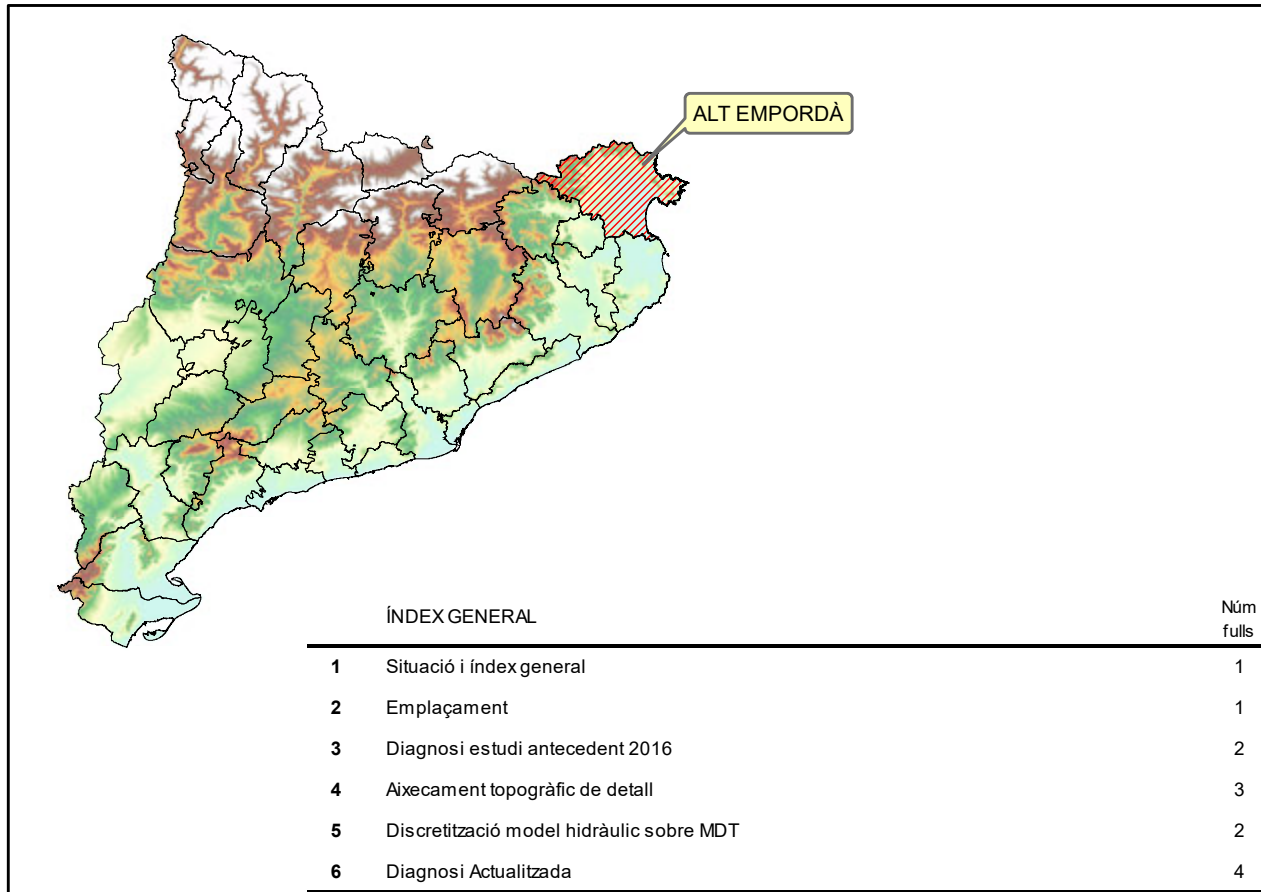 ALT EMPORDÀ
ÍNDEX GENERAL Núm fulls
1 Situació i índex general 1
2 Emplaçament 1
3 Diagnosi estudi antecedent 2016 2
4 Aixecament topogràfic de detall 3
5 Discretització model hidràulic sobre MDT 2
6 Diagnosi Actualitzada 4